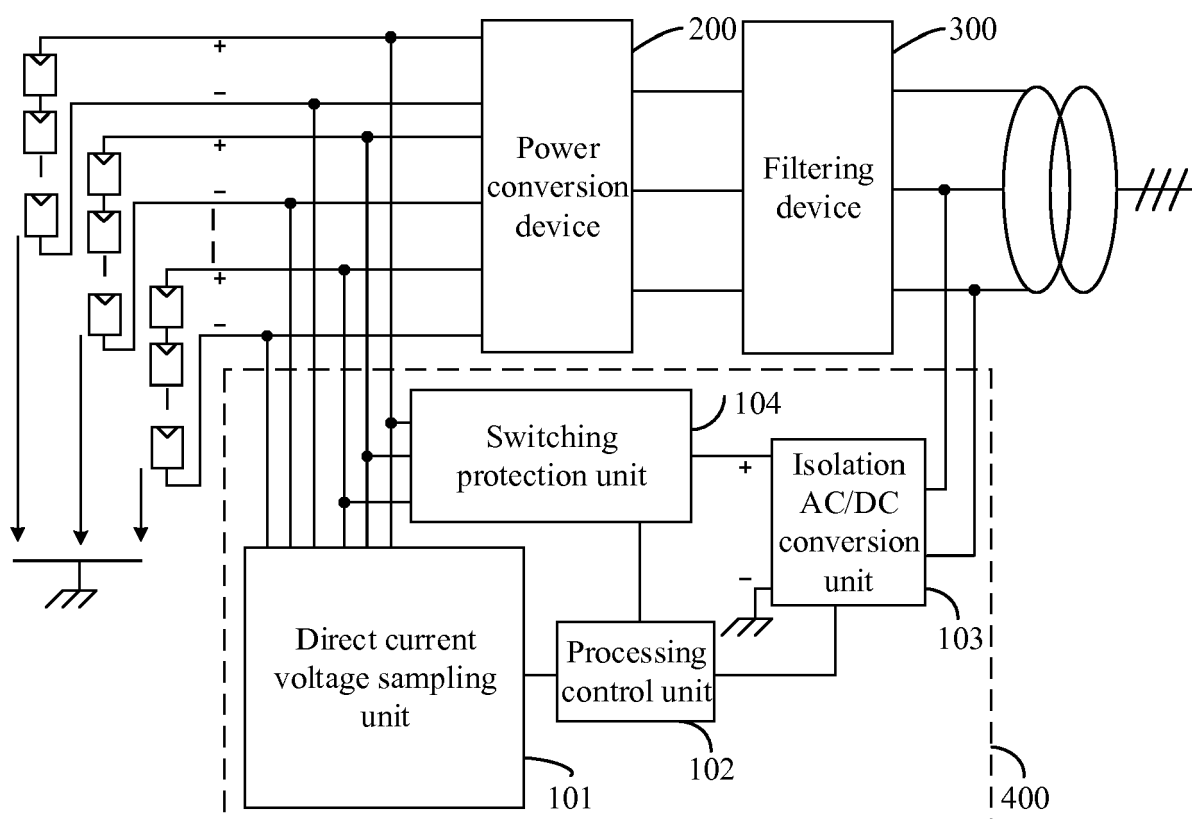 200
300
+
−
+
−
+
−
Power
conversion
device
Filtering
device
104
Switching
protection unit
+
−
Isolation
AC/DC
conversion
unit
103
Direct current
voltage sampling
unit
Processing
control unit
102
101
400